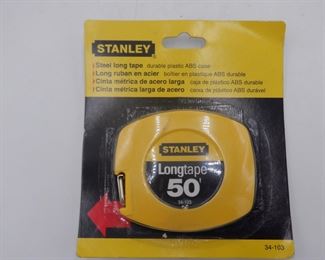 STANLEY
Steel long tape durable plastic ABS case
Long ruban en acier boîtier en plastique ABS durable
Cinta métrica larga de acero caja de plástico ABS durable
Cinta métrica larga de acero caixa de plástico ABS durável
STANLEY
Longtape
50'
34-103
34-103